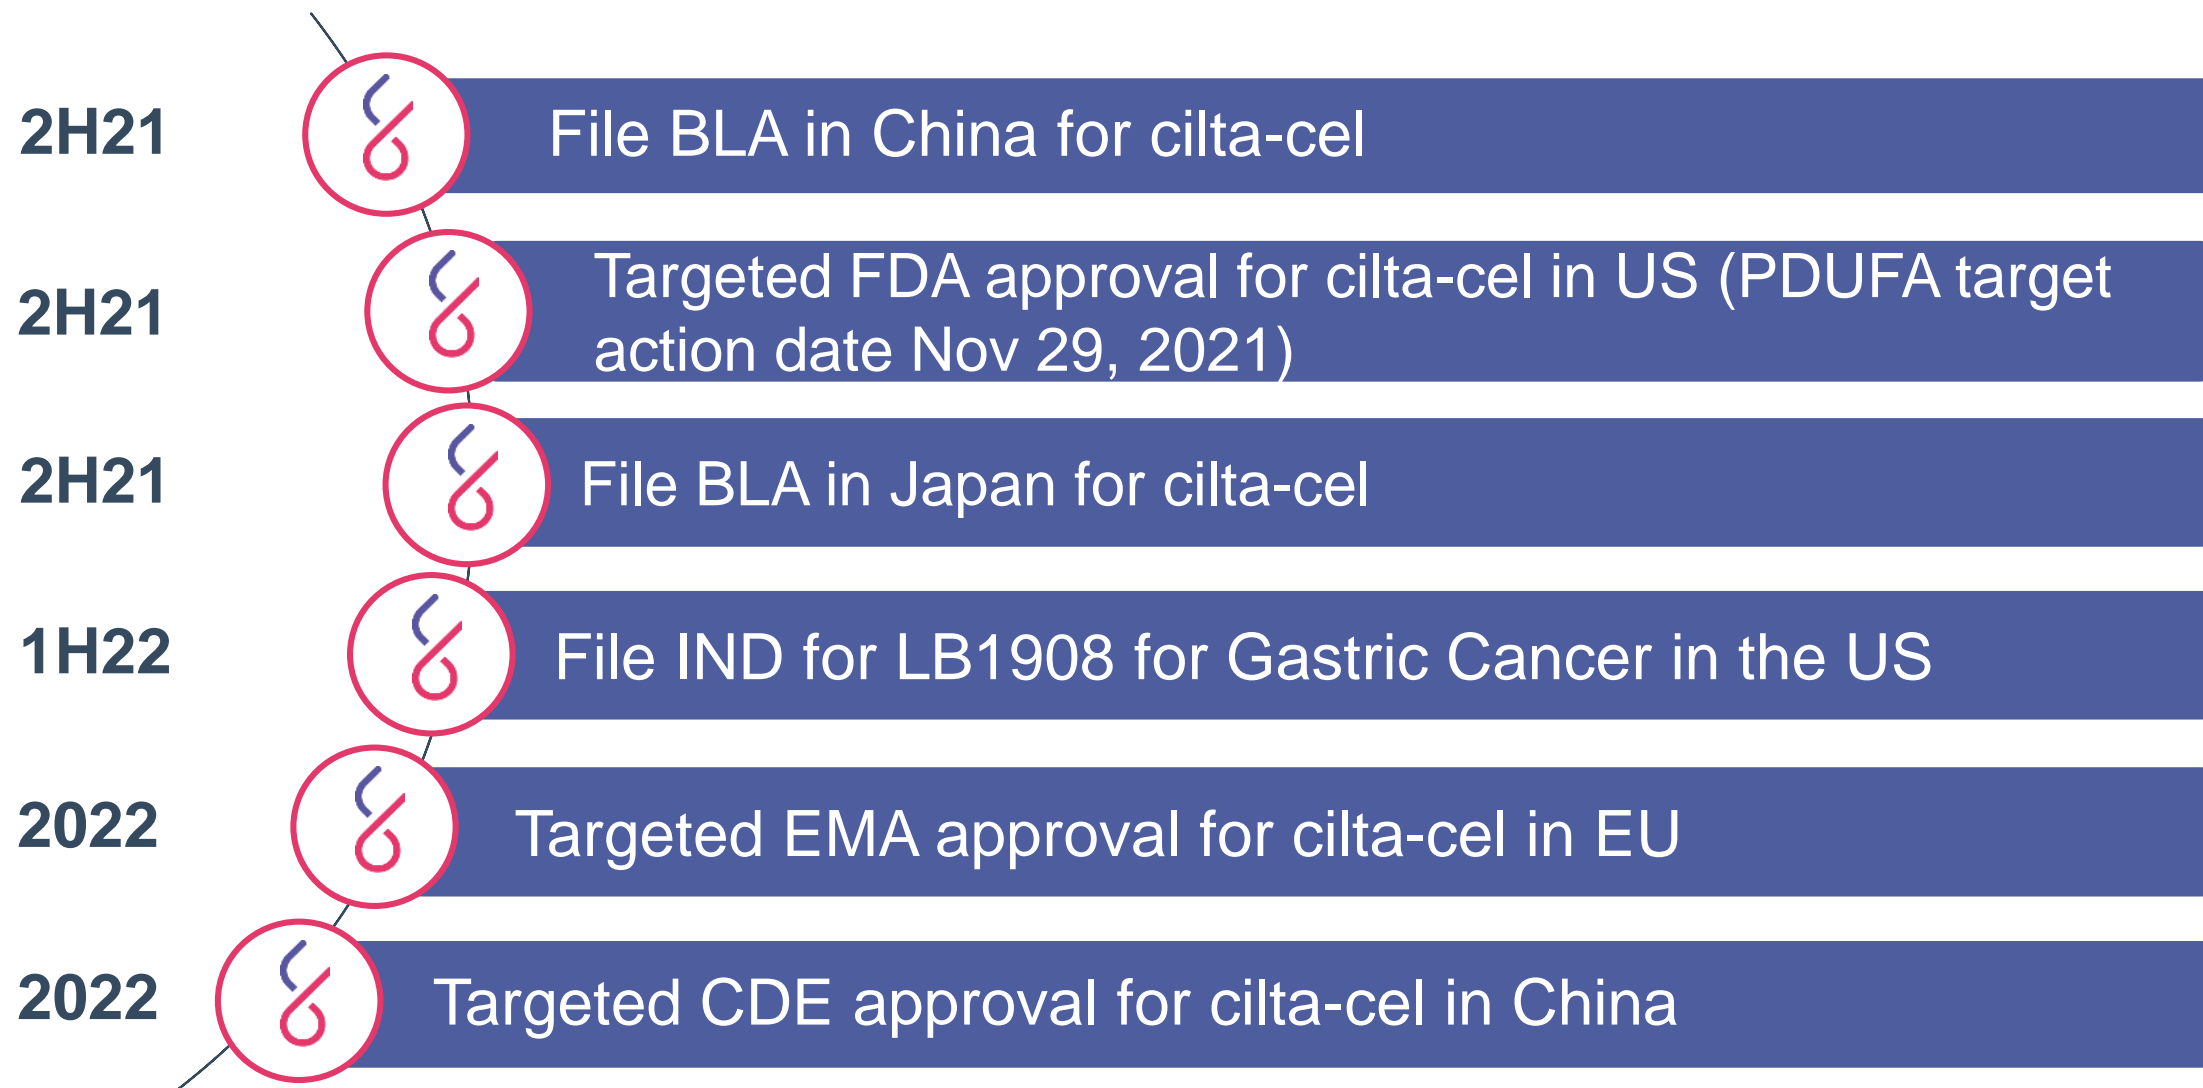 2H21
File BLA in China for cilta-cel
2H21
Targeted FDA approval for cilta-cel in US (PDUFA target
action date Nov 29, 2021)
2H21
File BLA in Japan for cilta-cel
1H22
File IND for LB1908 for Gastric Cancer in the US
2022
Targeted EMA approval for cilta-cel in EU
2022
Targeted CDE approval for cilta-cel in China